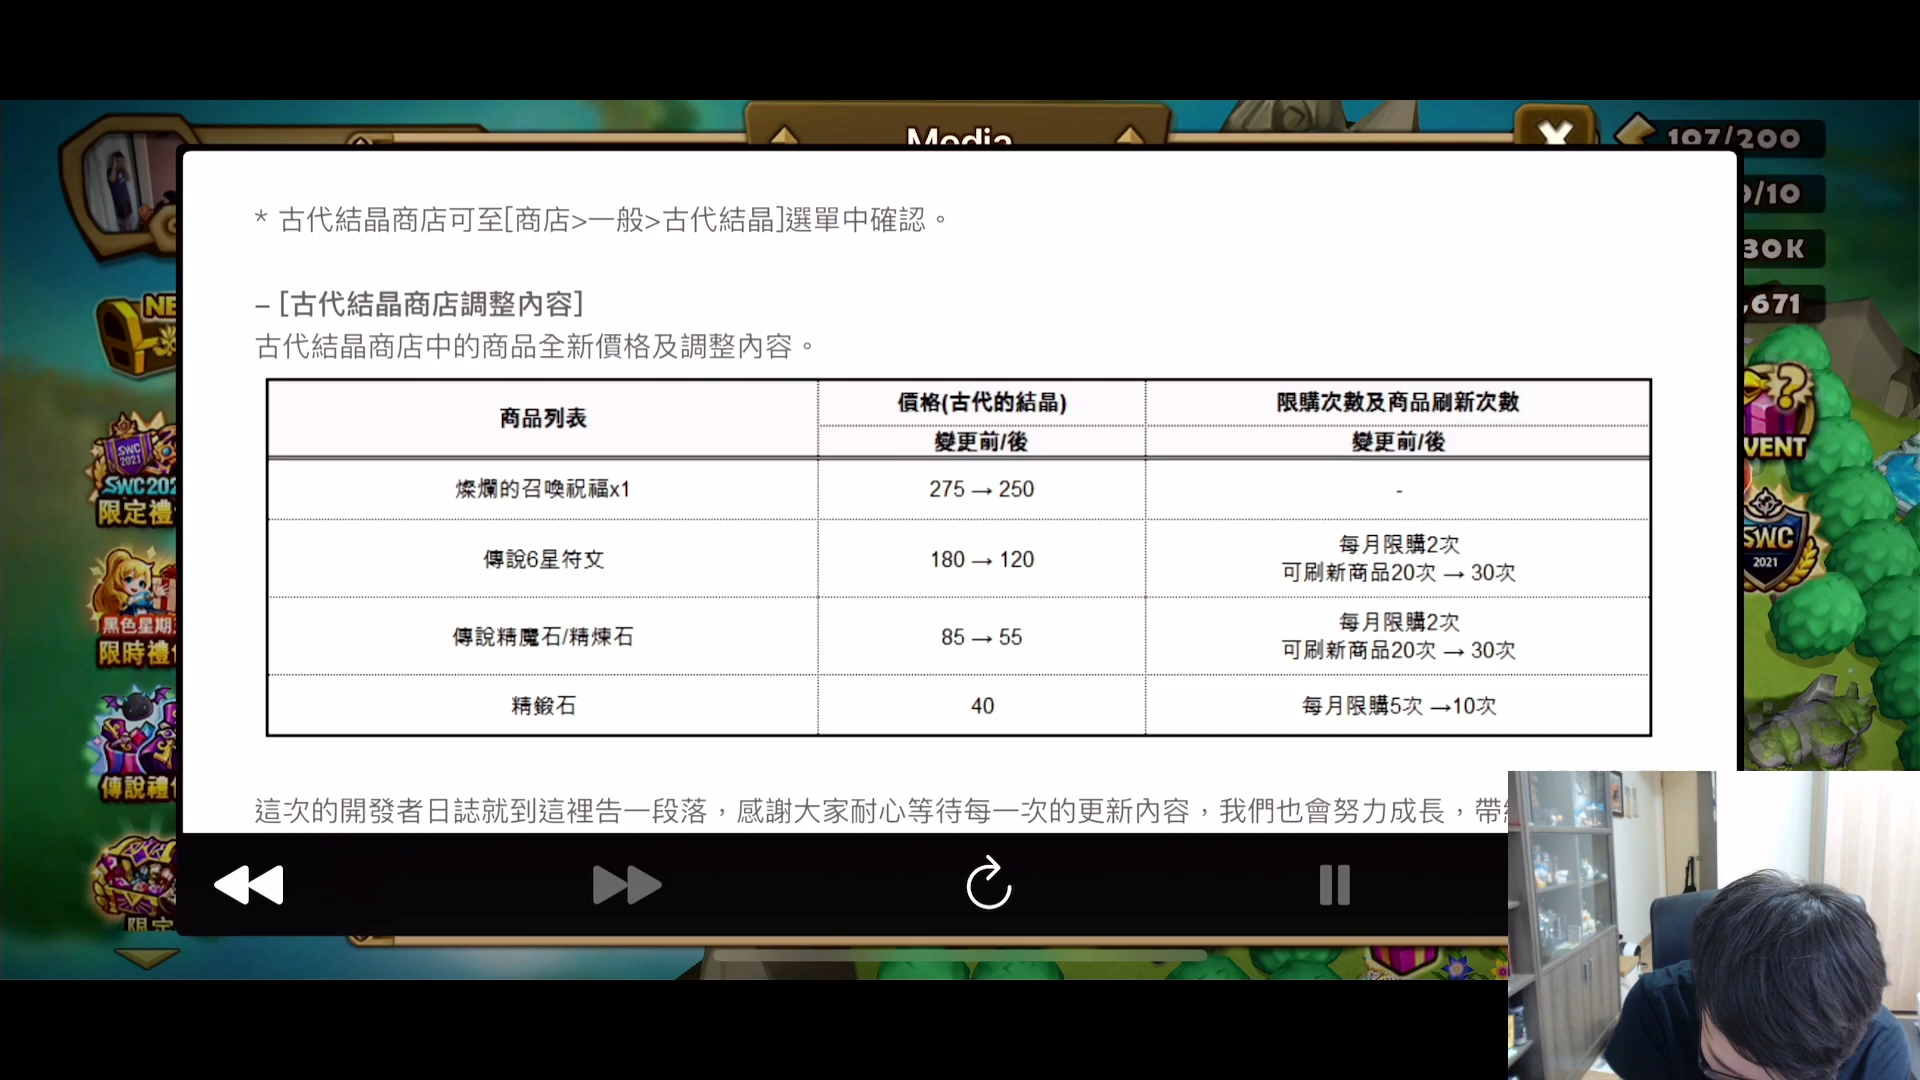 Media
107/200
/10
30K
,671
* 古代結晶商店可至[商店>一般>古代結晶]選單中確認。
– [古代結晶商店調整內容]
古代結晶商店中的商品全新價格及調整內容。
商品列表
價格(古代的結晶)
限購次數及商品刷新次數
變更前/後
變更前/後
燦爛的召喚祝福x1
275 → 250
-
傳說6星符文
180 → 120
每月限購2次
可刷新商品20次 → 30次
傳說精魔石/精煉石
85 → 55
每月限購2次
可刷新商品20次 → 30次
精鍛石
40
每月限購5次 →10次
這次的開發者日誌就到這裡告一段落，感謝大家耐心等待每一次的更新內容，我們也會努力成長，帶
NE
SWC
2021
SWC202
限定禮
黑色星期
限時禮
傳說禮
限定
VENT
SWC
2021